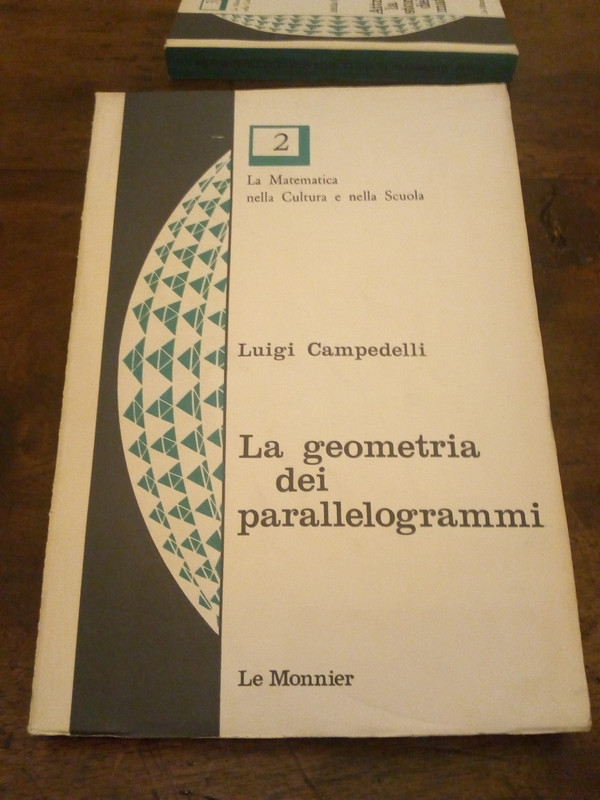 2
La Matematica
nella Cultura e nella Scuola
Luigi Campedelli
La geometria
dei
parallelogrammi
Le Monnier